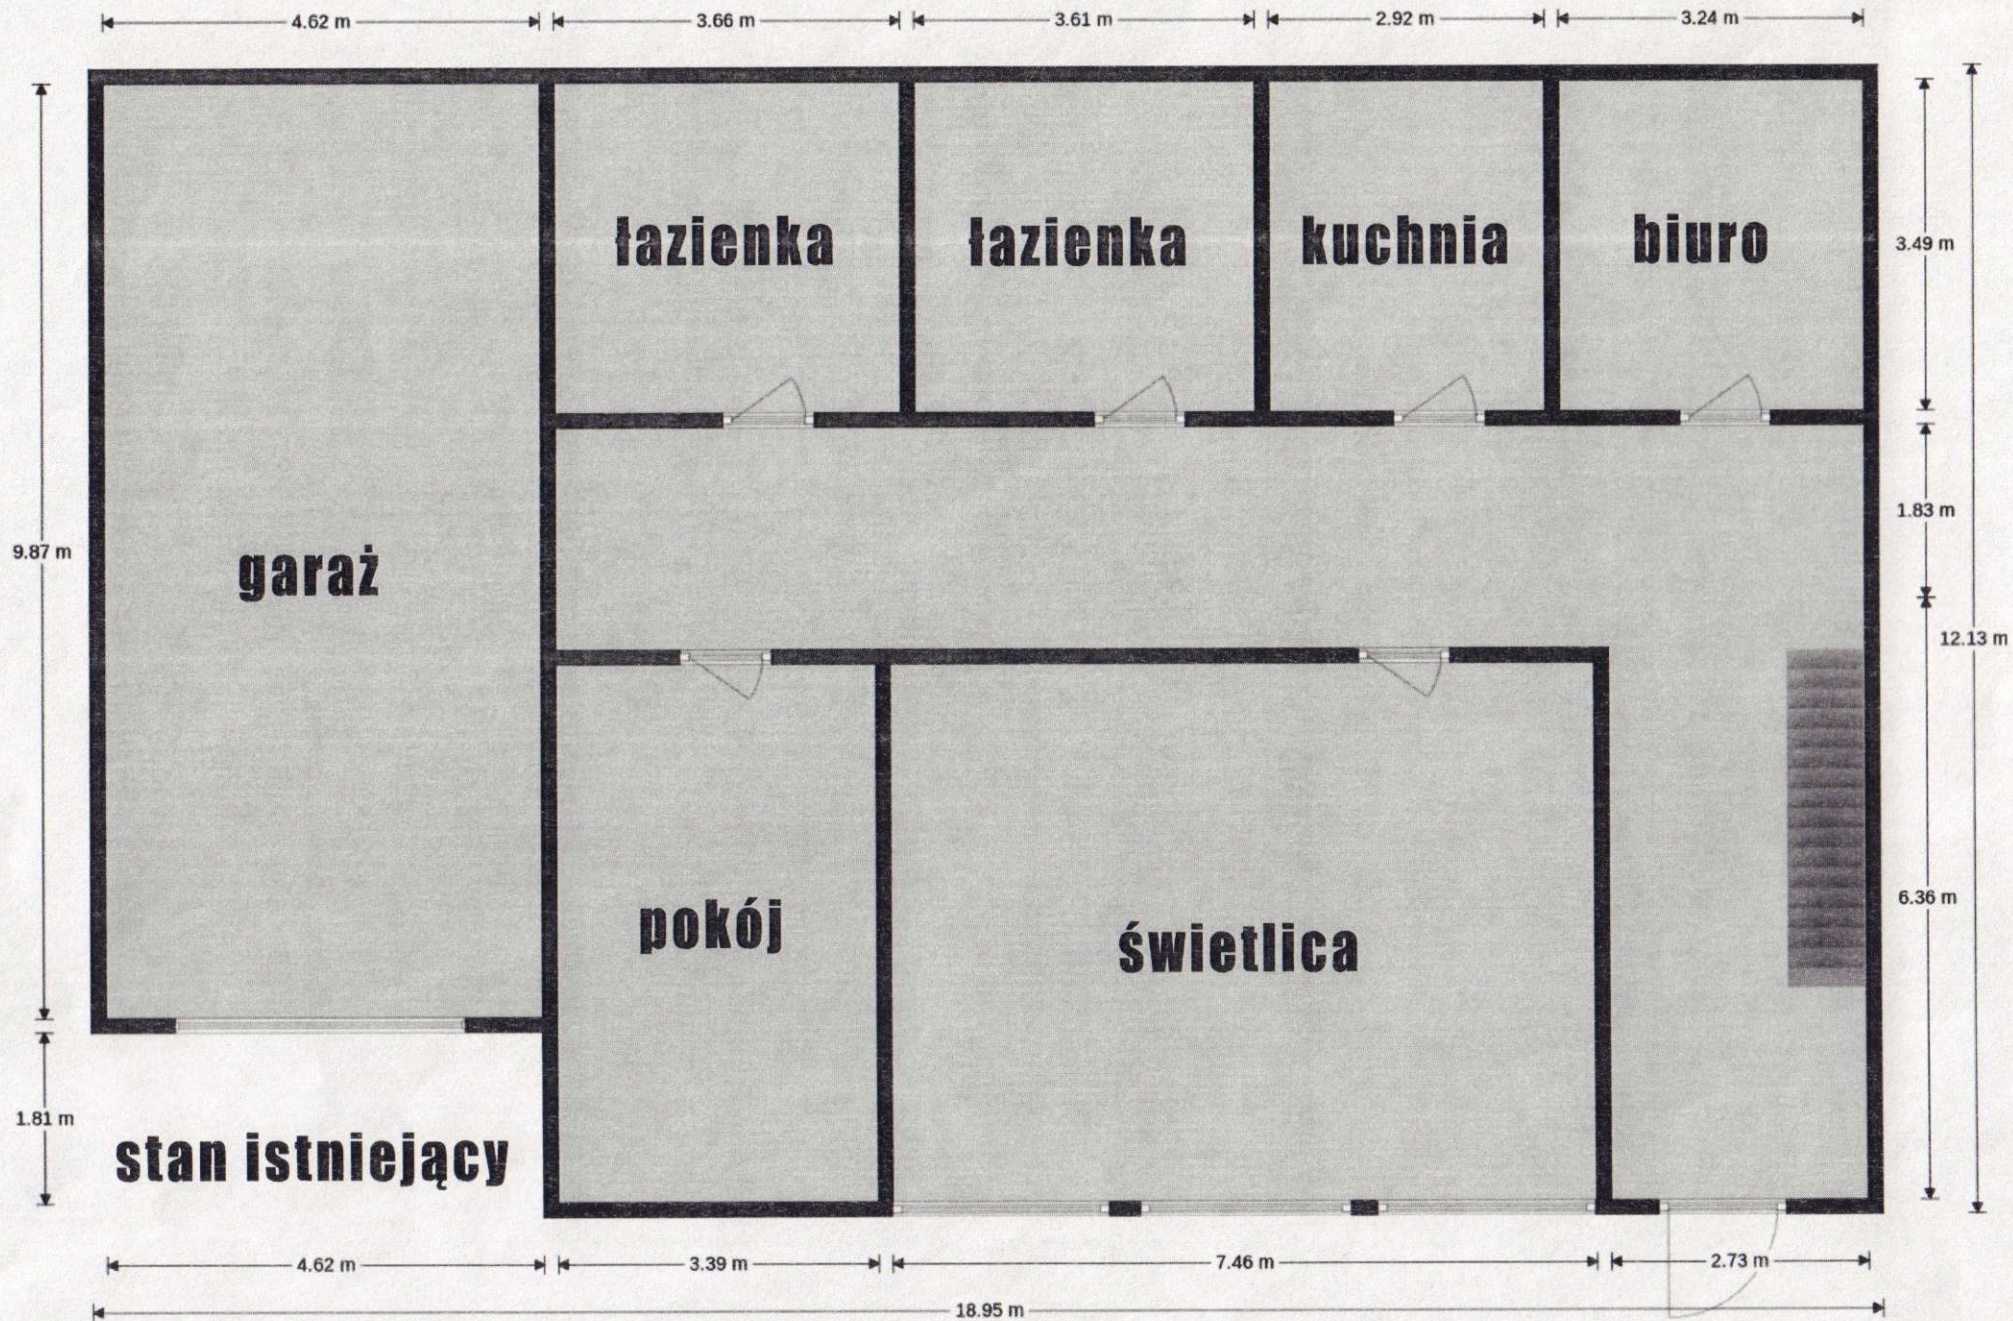 4.62 m 3.66 m 3.61 m 2.92 m 3.24 m
łazienka łazienka kuchnia biuro
3.49 m
1.83 m
9.87 m
garaż
12.13 m
6.36 m
pokój
świetlica
1.81 m
stan istniejący
4.62 m 3.39 m 7.46 m 2.73 m
18.95 m